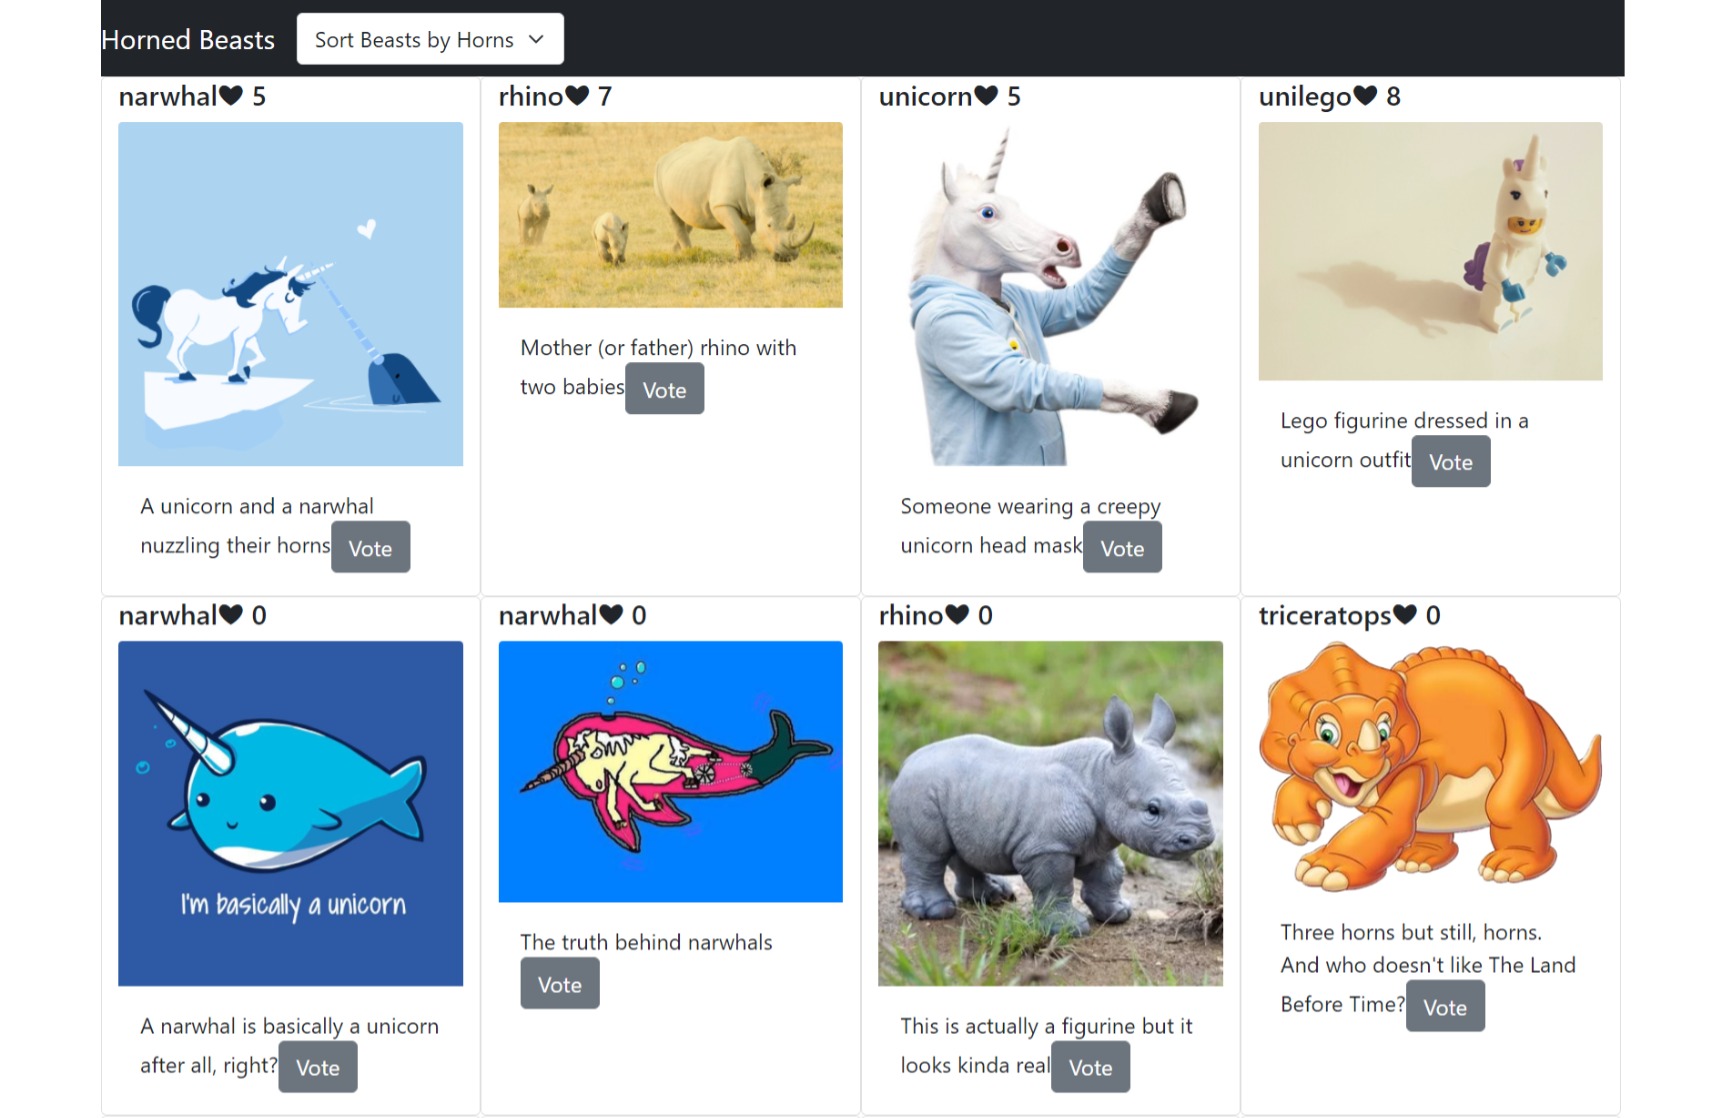 Horned Beasts
Sort Beasts by Horns
narwhal♥ 5
rhino♥ 7
unicorn♥ 5
unilego♥ 8
A unicorn and a narwhal
nuzzling their horns
Vote
Mother (or father) rhino with
two babies
Vote
Someone wearing a creepy
unicorn head mask
Vote
Lego figurine dressed in a
unicorn outfit
Vote
narwhal♥ 0
narwhal♥ 0
rhino♥ 0
triceratops♥ 0
I'm basically a unicorn
A narwhal is basically a unicorn
after all, right?
Vote
The truth behind narwhals
Vote
This is actually a figurine but it
looks kinda real
Vote
Three horns but still, horns.
And who doesn't like The Land
Before Time?
Vote